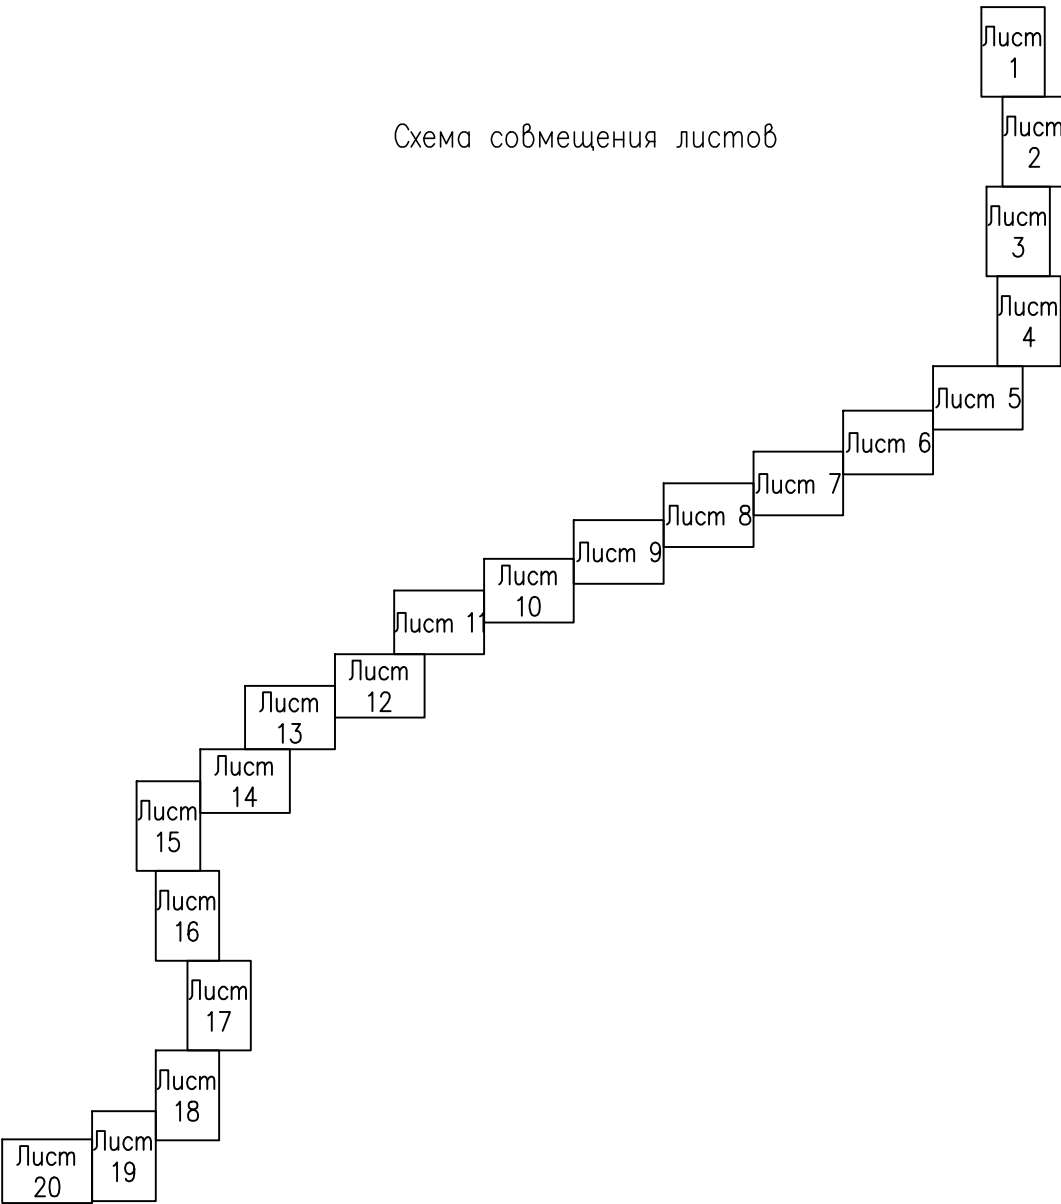 Лист
1
Схема совмещения листов
Лист
2
Лист
3
Лист
4
Лист 5
Лист 6
Лист 7
Лист 8
Лист 9
Лист
10
Лист 11
Лист
12
Лист
13
Лист
14
Лист
15
Лист
16
Лист
17
Лист
18
Лист
19
Лист
20